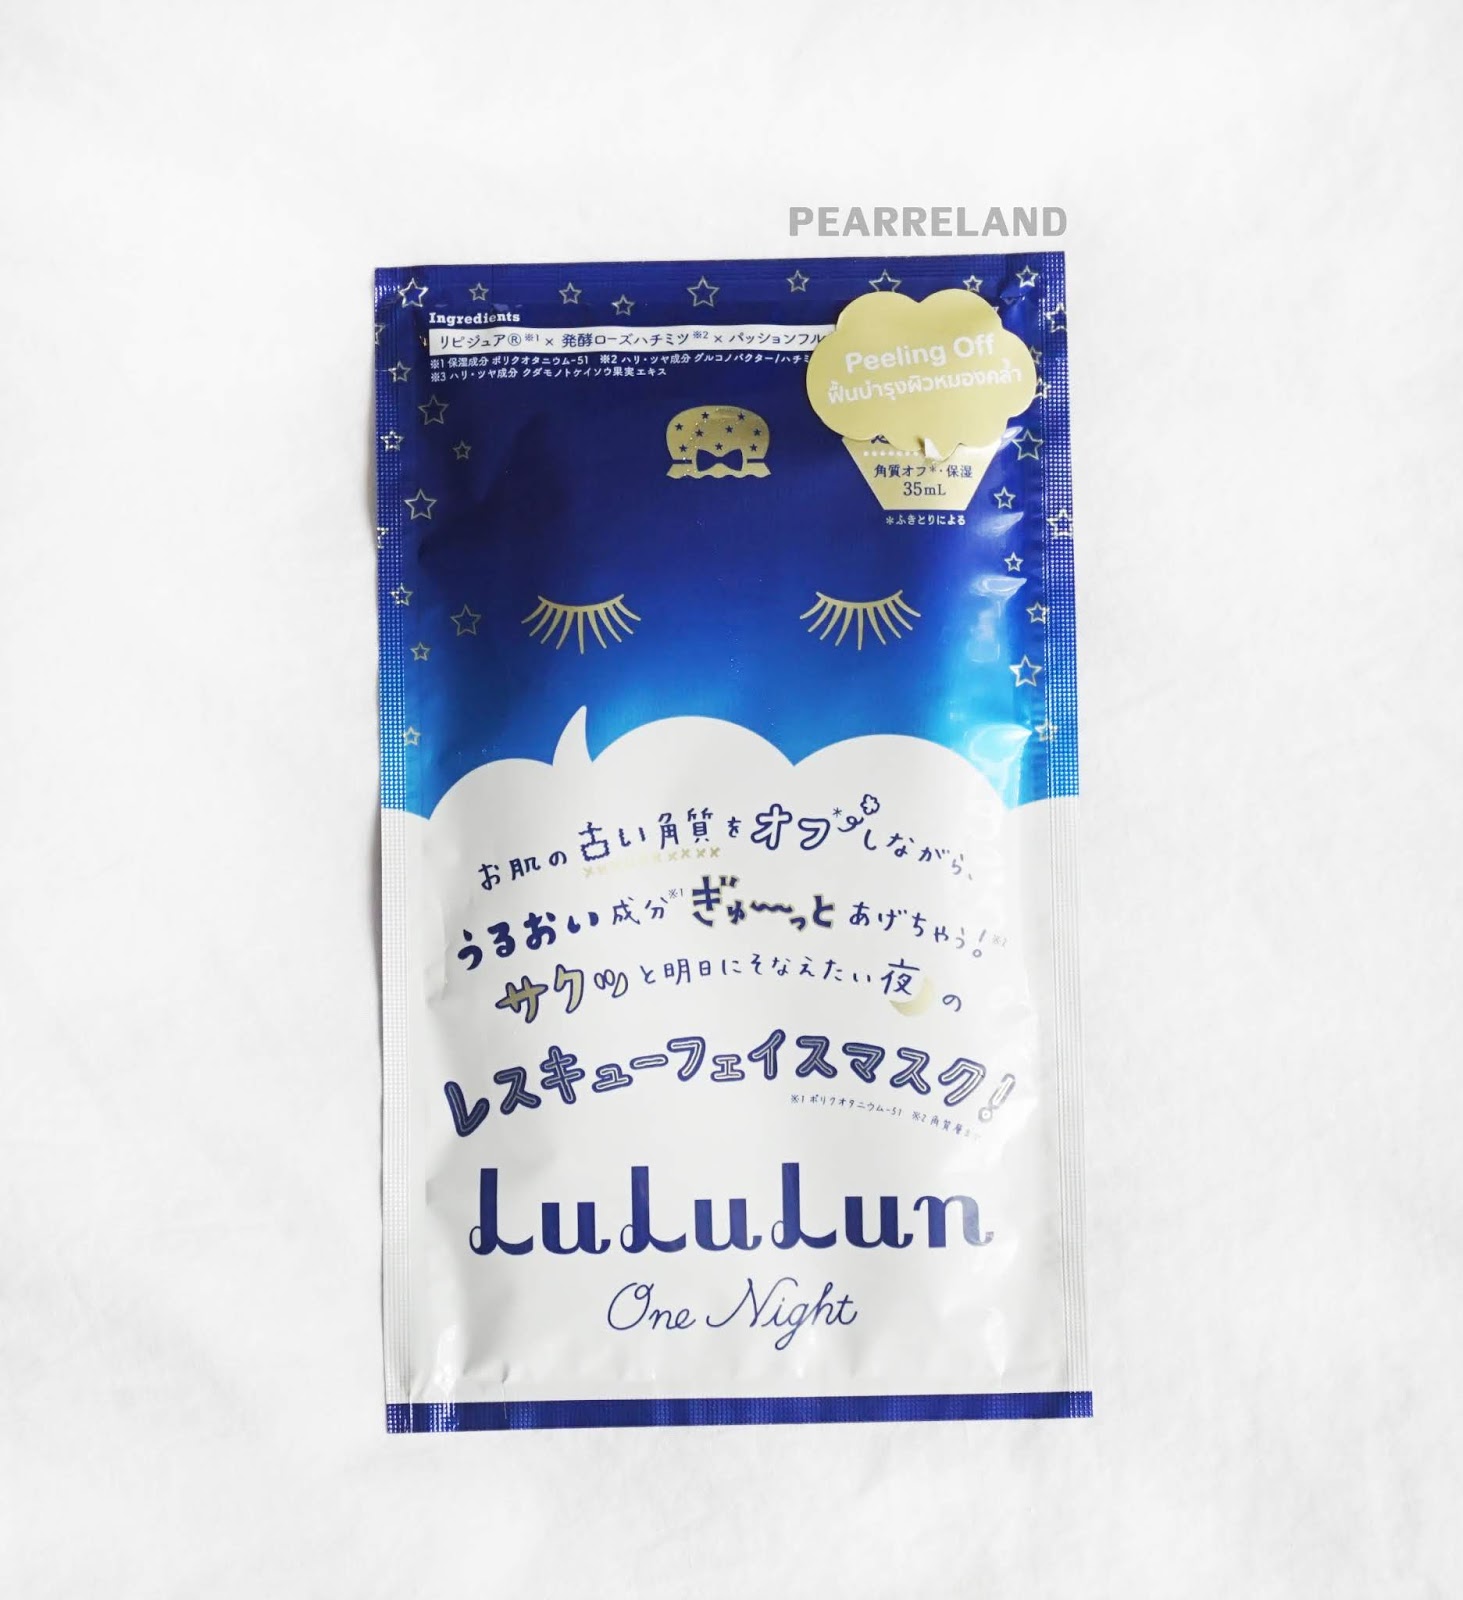 PEARRELAND
Ingredients
リピジュア®※1 × 発酵ローズハチミツ※2 × パッションフル
※1 保湿成分 ポリクオタニウム-51 ※2 ハリ・ツヤ成分 グルコノバクター/ハチミ
※3 ハリ・ツヤ成分 クダモノトケイソウ果実エキス
Peeling Off
ฟื้นบำรุงผิวหมองคล้ำ
角質オフ*・保湿
35mL
*ふきとりによる
お肌の古い角質をオフ*しながら、
うるおい成分※1ぎゅ〜っとあげちゃう!※2
サクッと明日にそなえたい夜の
レスキューフェイスマスク!
※1 ポリクオタニウム-51 ※2 角質層
LuLuLun
One Night